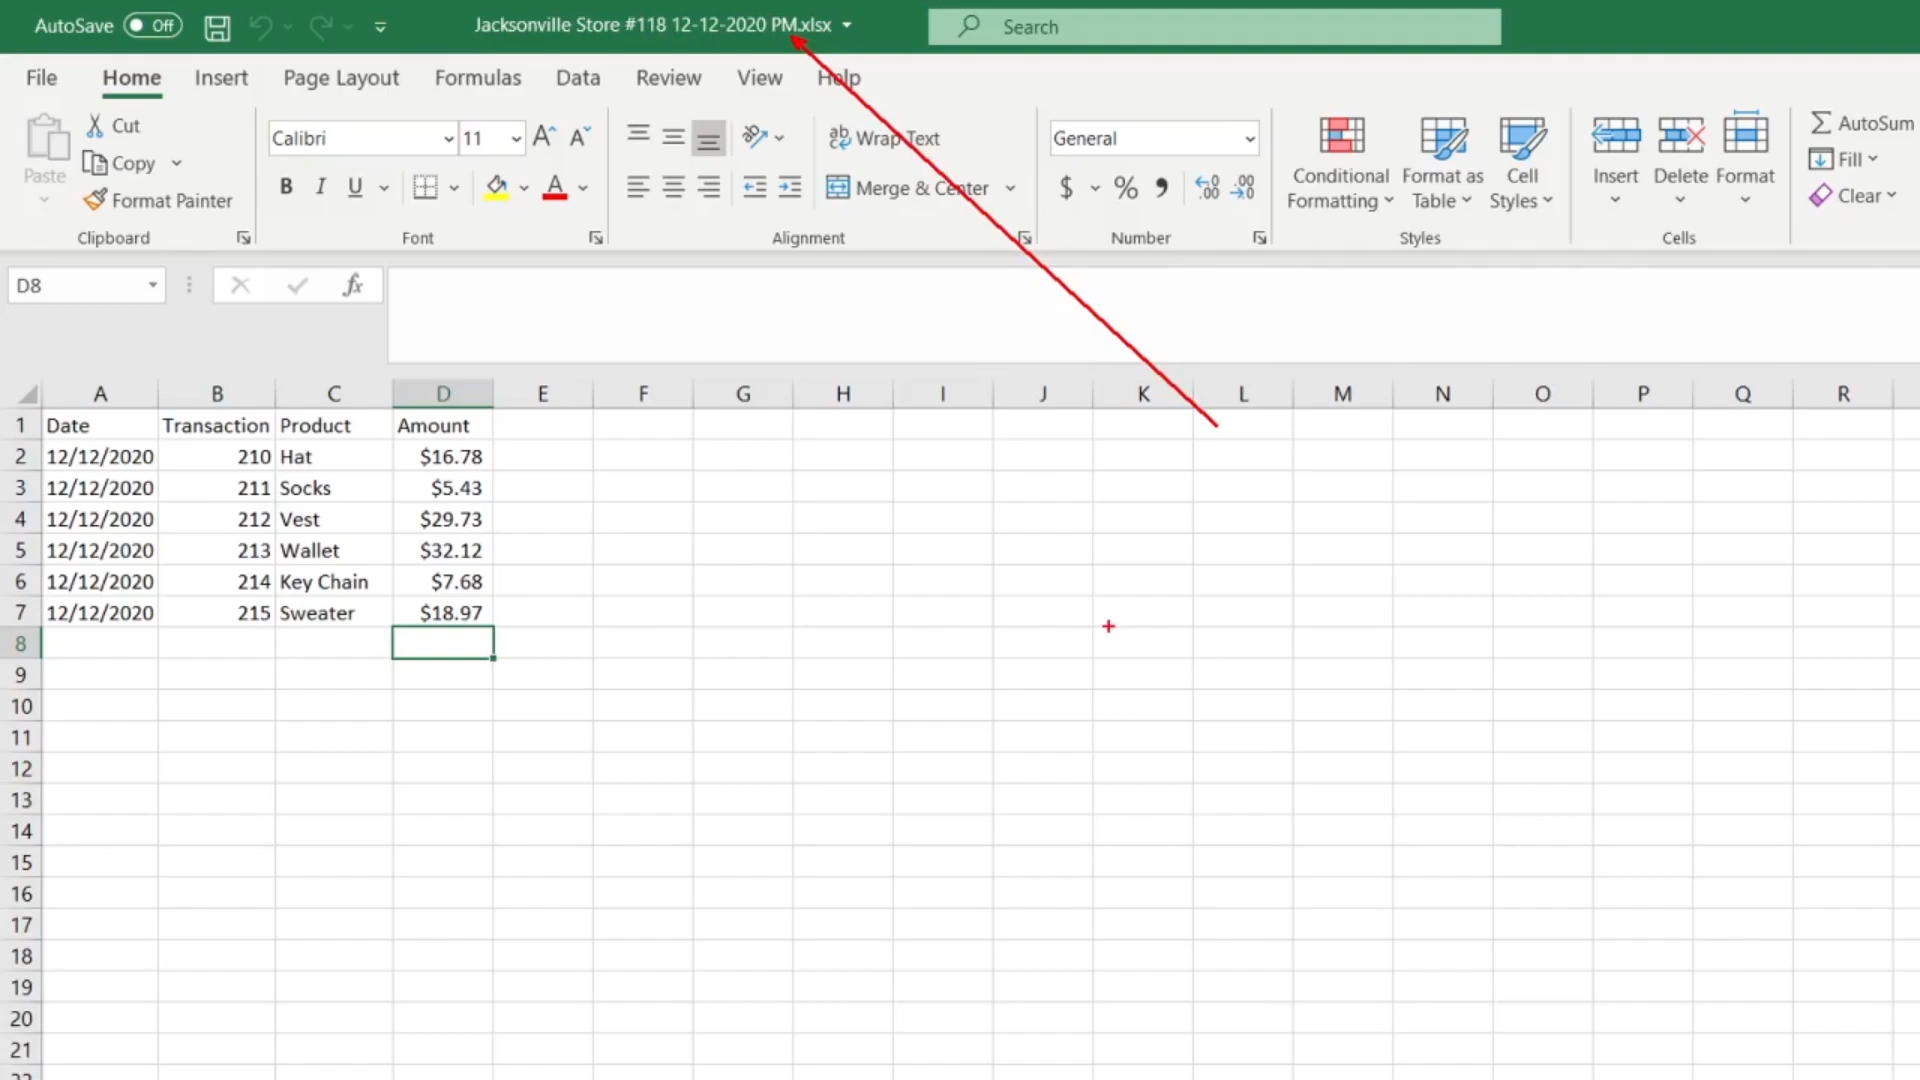 AutoSave Off Jacksonville Store #118 12-12-2020 PM.xlsx Search
File Home Insert Page Layout Formulas Data Review View Help
Paste
Cut
Copy
Format Painter
Clipboard
Calibri 11
B I U A
Font
Wrap Text
Merge & Center
Alignment
General
$ % ,
Number
Conditional
Formatting
Format as
Table
Cell
Styles
Styles
Insert Delete Format
Cells
AutoSum
Fill
Clear
D8 fx
A B C D E F G H I J K L M N O P Q R
1 Date Transaction Product Amount
2 12/12/2020 210 Hat $16.78
3 12/12/2020 211 Socks $5.43
4 12/12/2020 212 Vest $29.73
5 12/12/2020 213 Wallet $32.12
6 12/12/2020 214 Key Chain $7.68
7 12/12/2020 215 Sweater $18.97
8
9
10
11
12
13
14
15
16
17
18
19
20
21